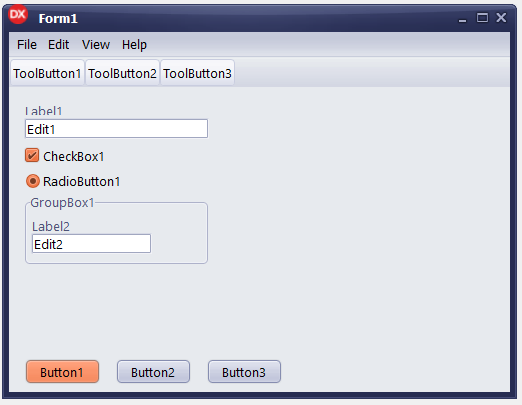 DX Form1
File Edit View Help
ToolButton1 ToolButton2 ToolButton3
Label1
Edit1
CheckBox1
RadioButton1
GroupBox1
Label2
Edit2
Button1 Button2 Button3